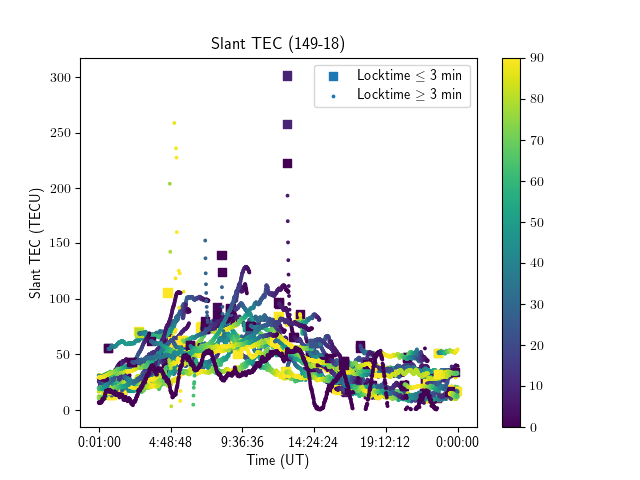 Slant TEC (149-18)
Locktime ≤ 3 min
Locktime ≥ 3 min
300
250
200
150
100
50
0
Slant TEC (TECU)
0:01:00 4:48:48 9:36:36 14:24:24 19:12:12 0:00:00
Time (UT)
90
80
70
60
50
40
30
20
10
0